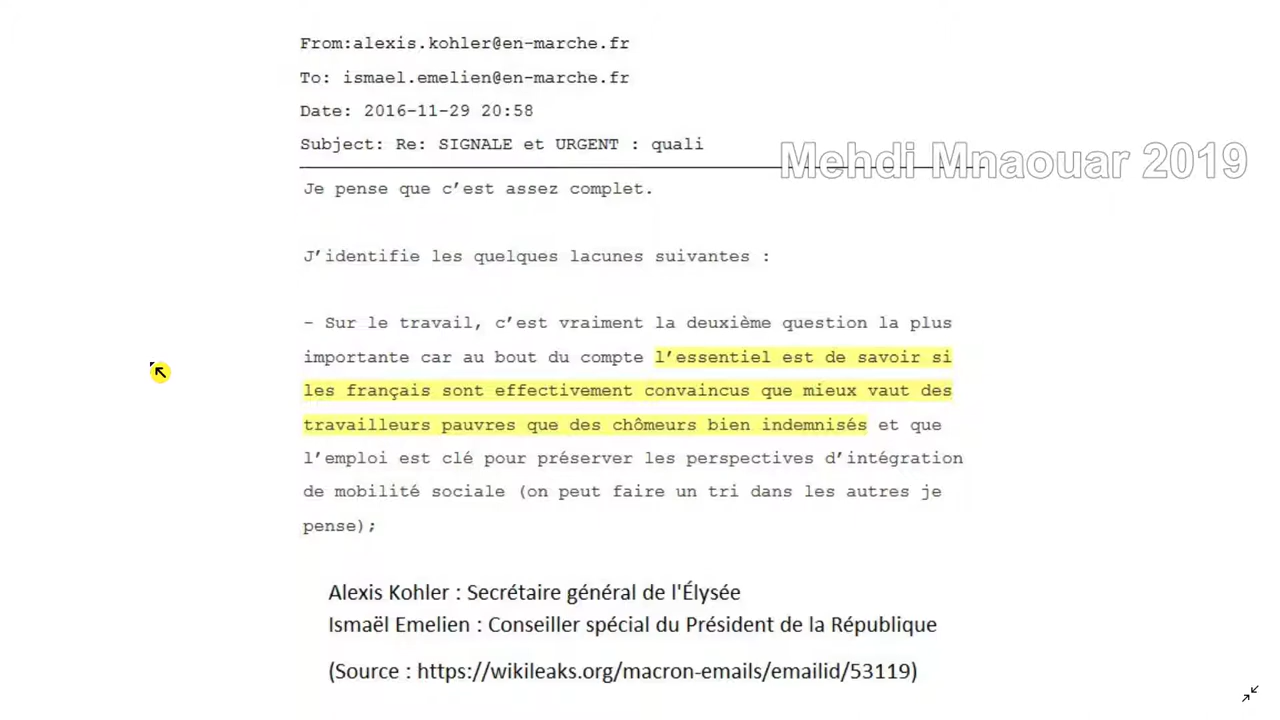 From:alexis.kohler@en-marche.fr
To: ismael.emelien@en-marche.fr
Date: 2016-11-29 20:58
Subject: Re: SIGNALE et URGENT : quali
Mehdi Mnaouar 2019
Je pense que c’est assez complet.
J’identifie les quelques lacunes suivantes :
- Sur le travail, c’est vraiment la deuxième question la plus
importante car au bout du compte l’essentiel est de savoir si
les français sont effectivement convaincus que mieux vaut des
travailleurs pauvres que des chômeurs bien indemnisés et que
l’emploi est clé pour préserver les perspectives d’intégration
de mobilité sociale (on peut faire un tri dans les autres je
pense);
Alexis Kohler : Secrétaire général de l'Élysée
Ismaël Emelien : Conseiller spécial du Président de la République
(Source : https://wikileaks.org/macron-emails/emailid/53119)